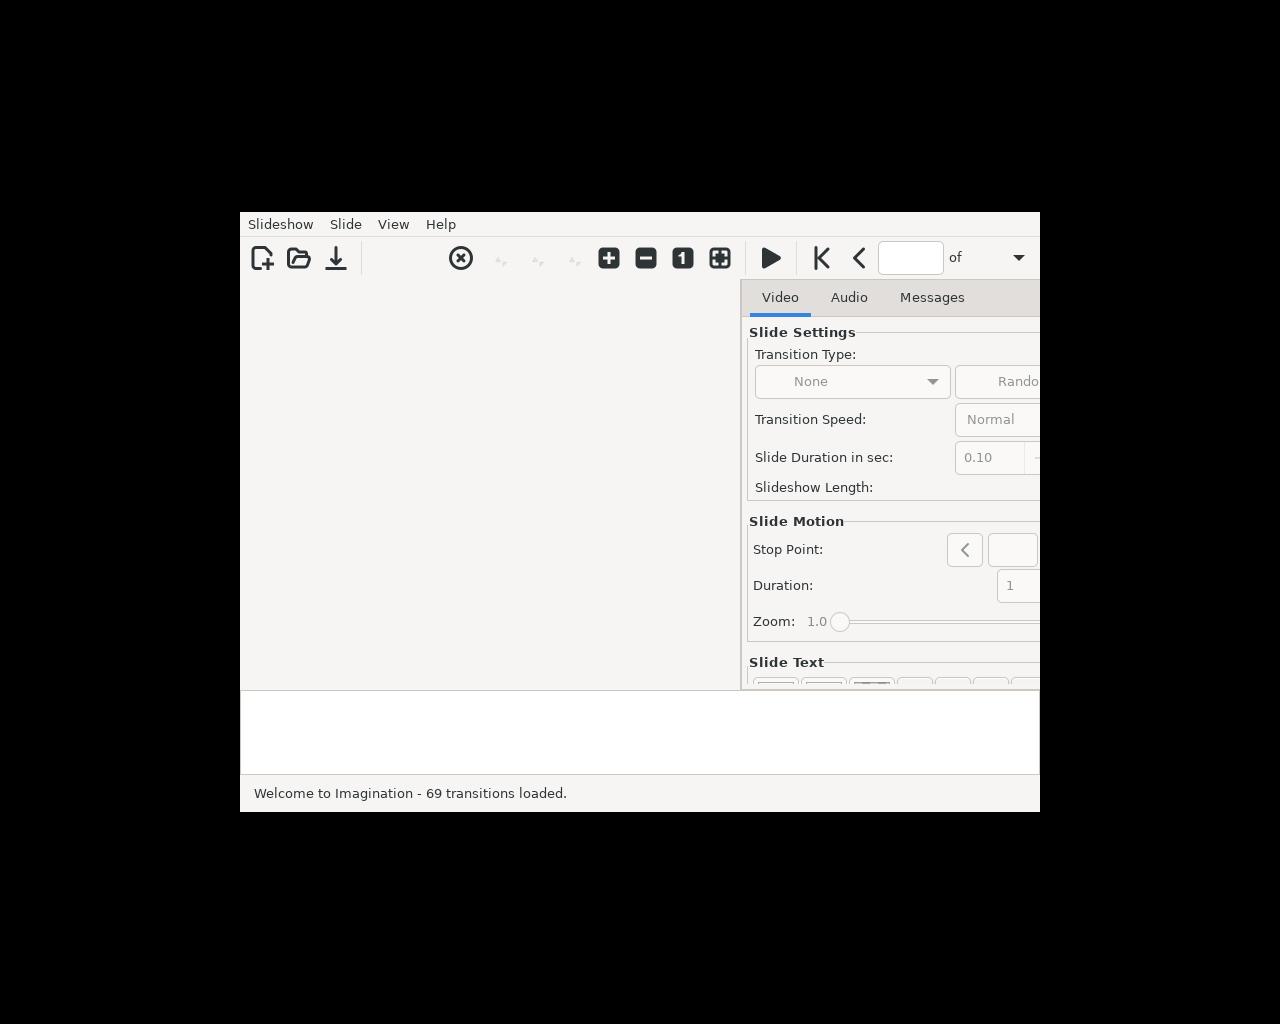 Slideshow Slide View Help
of
Video Audio Messages
Slide Settings
Transition Type:
None Rando
Transition Speed: Normal
Slide Duration in sec: 0.10
Slideshow Length:
Slide Motion
Stop Point:
Duration: 1
Zoom: 1.0
Slide Text
Welcome to Imagination - 69 transitions loaded.